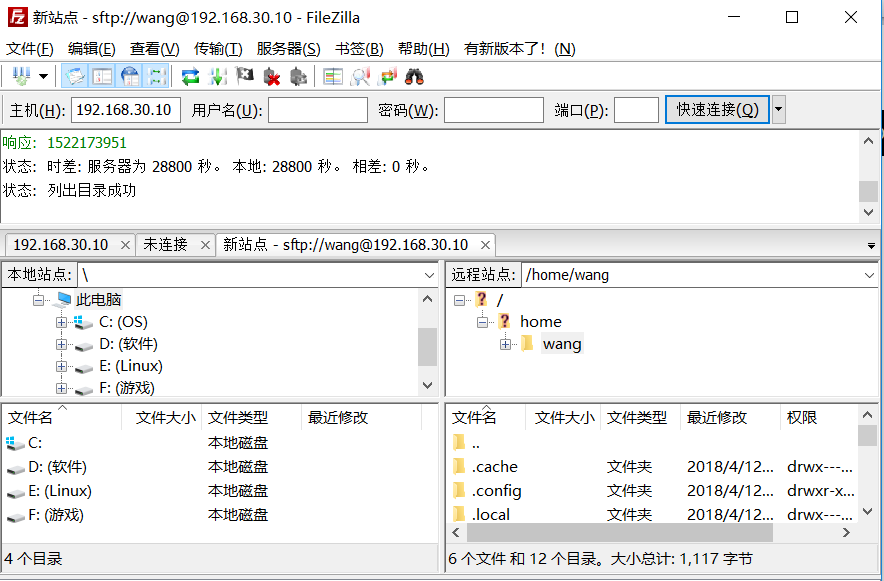 新站点 - sftp://wang@192.168.30.10 - FileZilla
文件(F) 编辑(E) 查看(V) 传输(T) 服务器(S) 书签(B) 帮助(H) 有新版本了! (N)
主机(H): 192.168.30.10 用户名(U): 密码(W): 端口(P): 快速连接(Q)
响应: 1522173951
状态: 时差: 服务器为 28800 秒。 本地: 28800 秒。 相差: 0 秒。
状态: 列出目录成功
192.168.30.10 × 未连接 × 新站点 - sftp://wang@192.168.30.10 ×
本地站点: \
此电脑
C: (OS)
D: (软件)
E: (Linux)
F: (游戏)
远程站点: /home/wang
/
home
wang
文件名 文件大小 文件类型 最近修改
C: 本地磁盘
D: (软件) 本地磁盘
E: (Linux) 本地磁盘
F: (游戏) 本地磁盘
4 个目录
文件名 文件大小 文件类型 最近修改 权限
..
.cache 文件夹 2018/4/12... drwx---...
.config 文件夹 2018/4/12... drwxr-x...
.local 文件夹 2018/4/12... drwx---...
6 个文件 和 12 个目录。大小总计: 1,117 字节